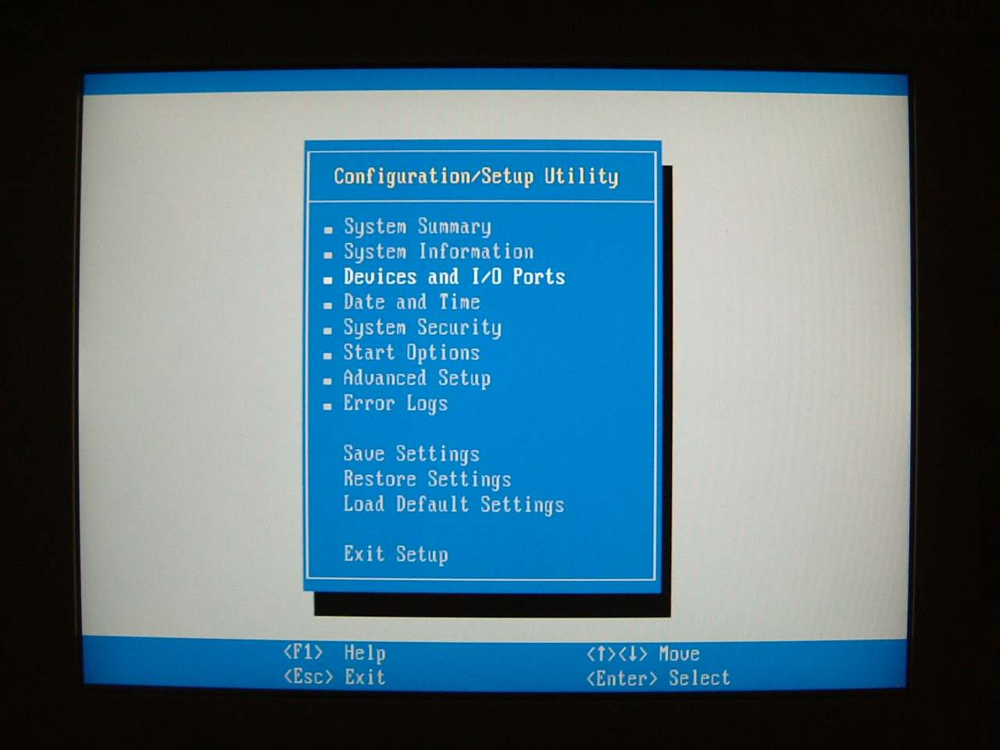 Configuration/Setup Utility
System Summary
System Information
Devices and I/O Ports
Date and Time
System Security
Start Options
Advanced Setup
Error Logs
Save Settings
Restore Settings
Load Default Settings
Exit Setup
<F1> Help
<↑><↓> Move
<Esc> Exit
<Enter> Select